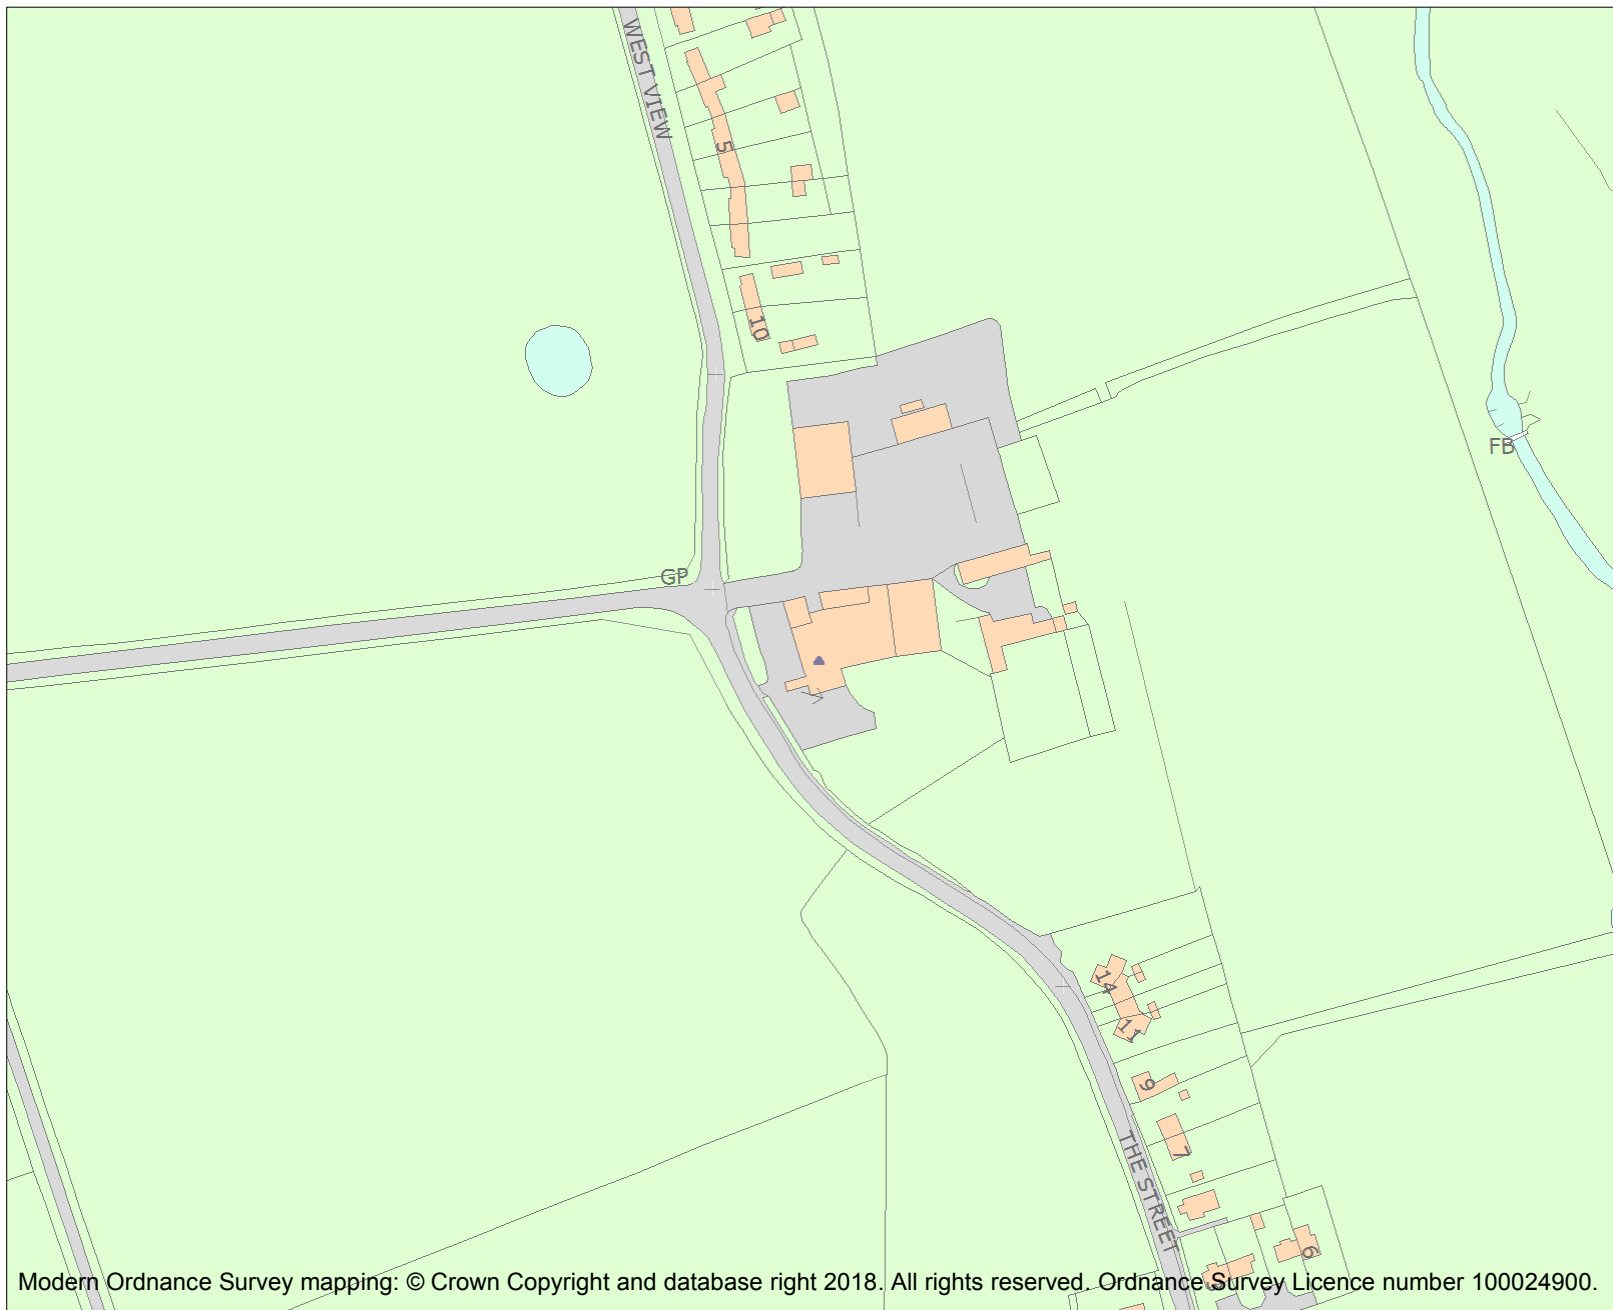 WEST VIEW
5
10
FB
GP
14
11
9
7
THE STREET
6
3
Modern Ordnance Survey mapping: © Crown Copyright and database right 2018. All rights reserved. Ordnance Survey Licence number 100024900.